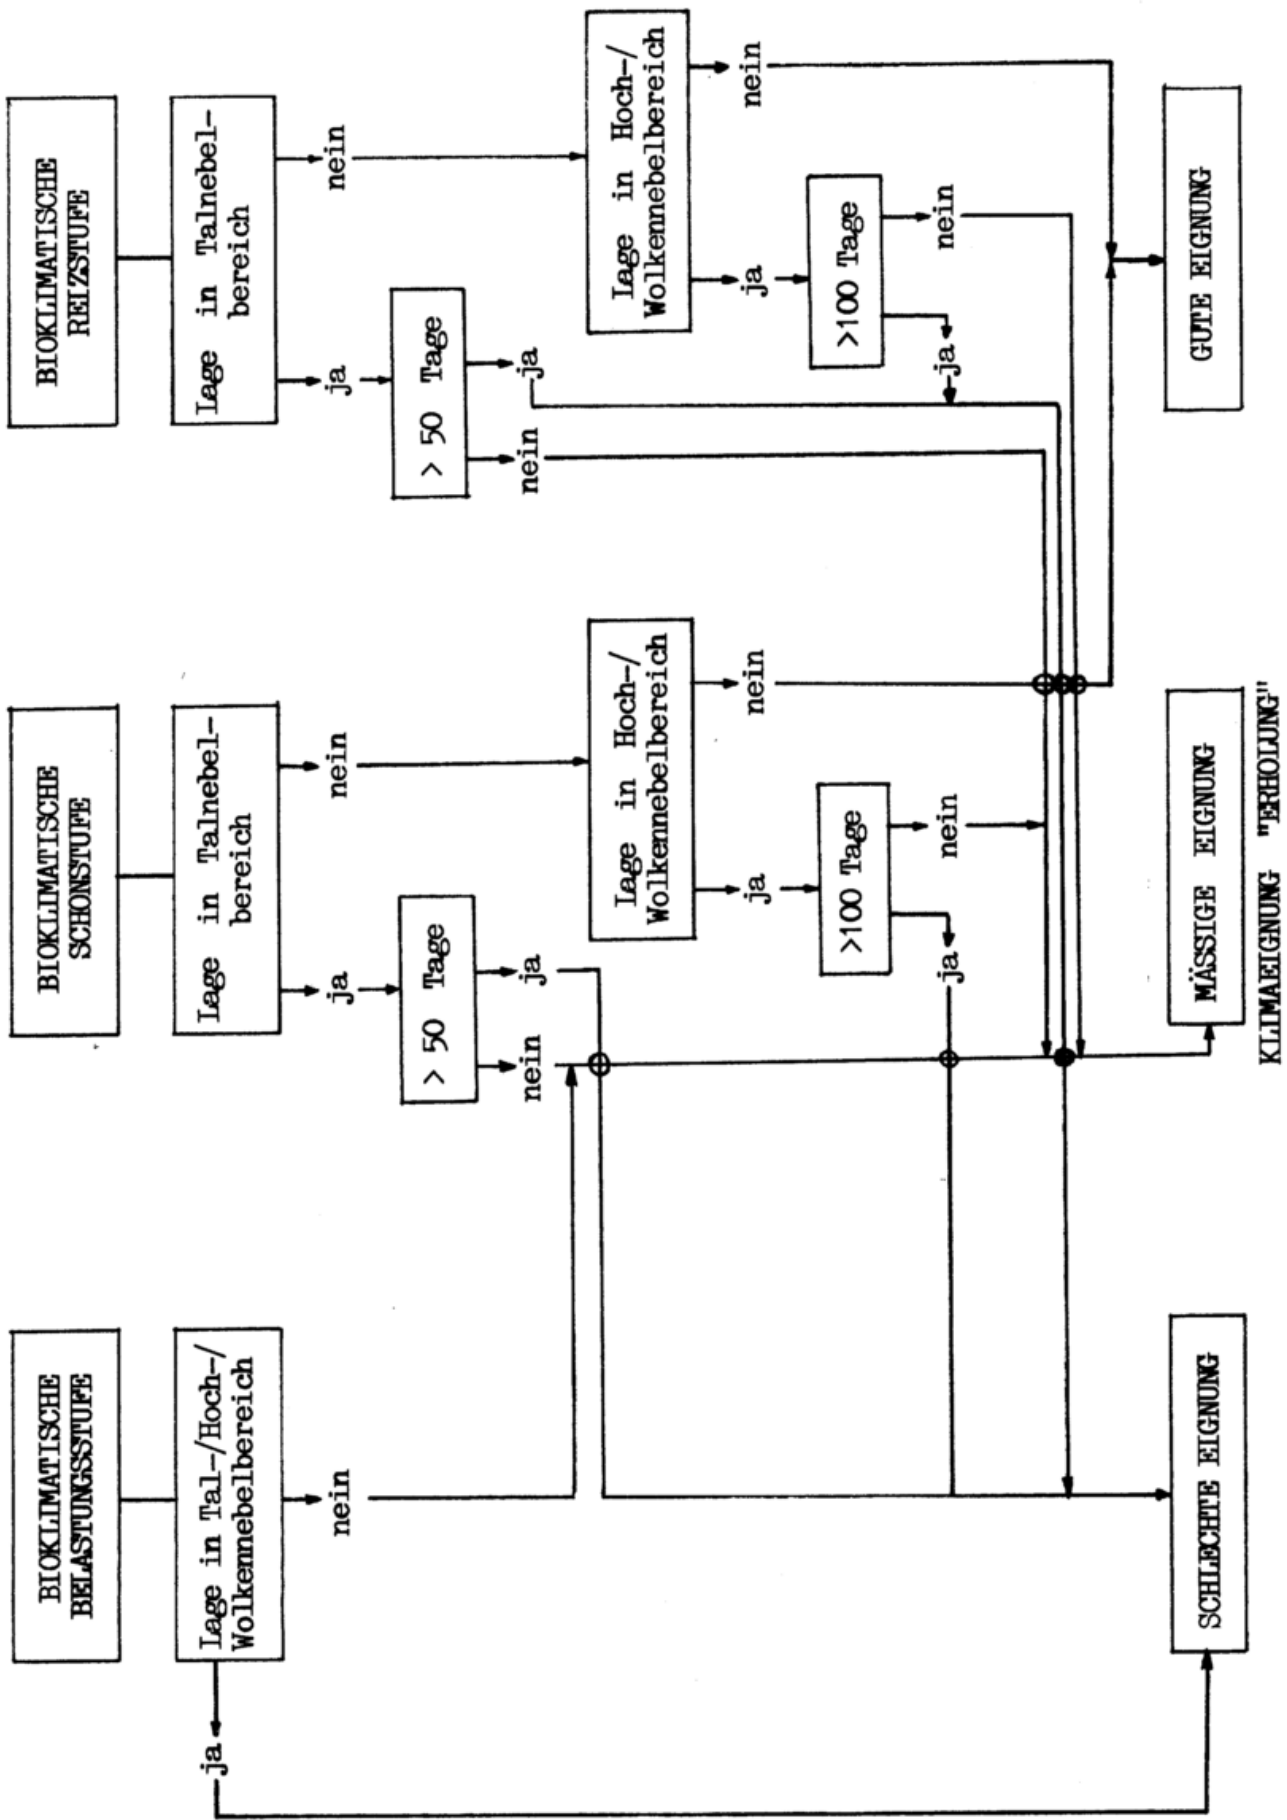 BIOKLIMATISCHE
BELASTUNGSSTUFE
Lage in Tal-/Hoch-/
Wolkennebelbereich
ja
nein
BIOKLIMATISCHE
SCHONSTUFE
Lage in Talnebel-
bereich
ja
nein
> 50 Tage
nein
ja
Lage in Hoch-/
Wolkennebelbereich
ja
nein
>100 Tage
ja
nein
BIOKLIMATISCHE
REIZSTUFE
Lage in Talnebel-
bereich
ja
nein
> 50 Tage
nein
ja
Lage in Hoch-/
Wolkennebelbereich
ja
nein
>100 Tage
ja
nein
SCHLECHTE EIGNUNG
MÄSSIGE EIGNUNG
GUTE EIGNUNG
KLIMAEIGNUNG "ERHOLUNG"